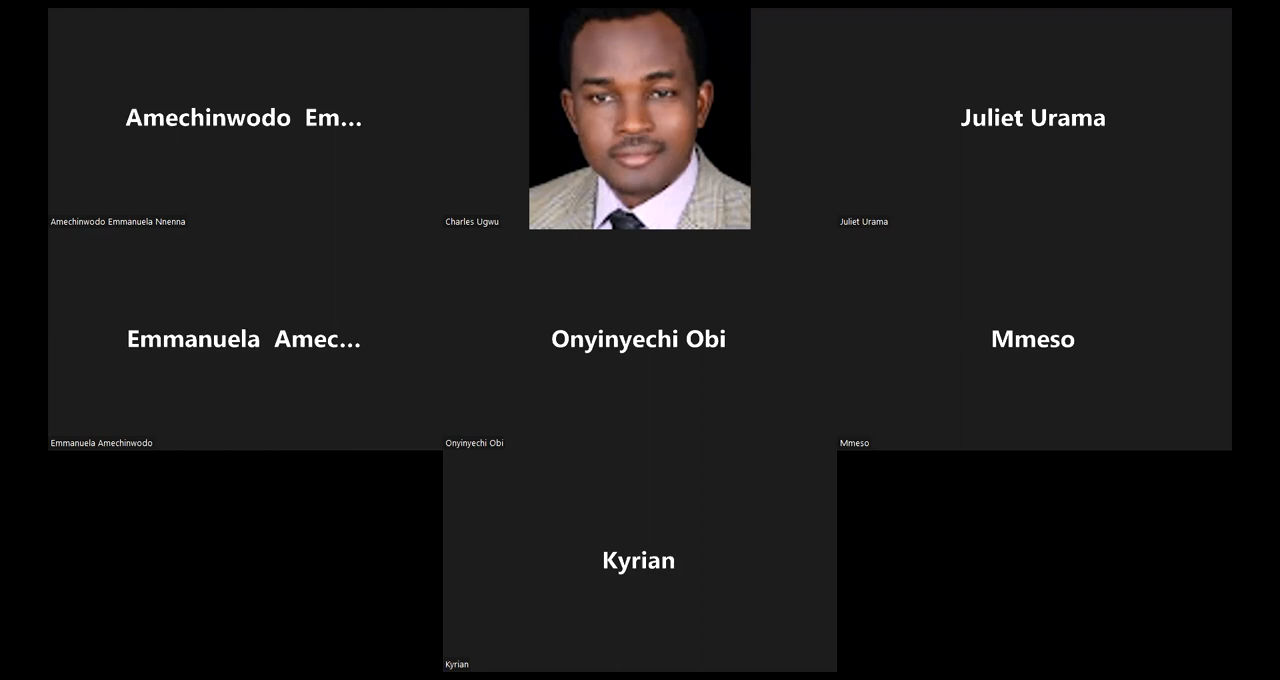 Amechinwodo  Em...
Amechinwodo Emmanuela Nnenna
Charles Ugwu
Juliet Urama
Juliet Urama
Emmanuela  Amec...
Emmanuela Amechinwodo
Onyinyechi Obi
Onyinyechi Obi
Mmeso
Mmeso
Kyrian
Kyrian